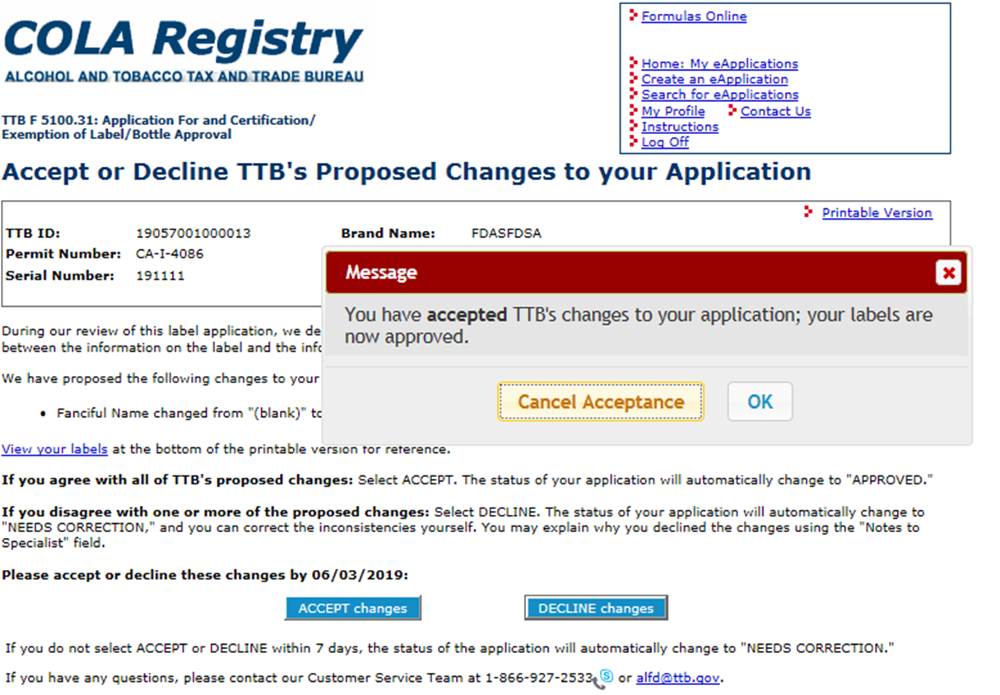 COLA Registry
ALCOHOL AND TOBACCO TAX AND TRADE BUREAU
TTB F 5100.31: Application For and Certification/
Exemption of Label/Bottle Approval
Formulas Online
Home: My eApplications
Create an eApplication
Search for eApplications
My Profile Contact Us
Instructions
Log Off
Accept or Decline TTB's Proposed Changes to your Application
Printable Version
TTB ID: 19057001000013 Brand Name: FDASFDSA
Permit Number: CA-I-4086
Serial Number: 191111
Message
You have accepted TTB's changes to your application; your labels are
now approved.
Cancel Acceptance OK
During our review of this label application, we de
between the information on the label and the info
We have proposed the following changes to your
• Fanciful Name changed from "(blank)" to
View your labels at the bottom of the printable version for reference.
If you agree with all of TTB's proposed changes: Select ACCEPT. The status of your application will automatically change to "APPROVED."
If you disagree with one or more of the proposed changes: Select DECLINE. The status of your application will automatically change to
"NEEDS CORRECTION," and you can correct the inconsistencies yourself. You may explain why you declined the changes using the "Notes to
Specialist" field.
Please accept or decline these changes by 06/03/2019:
ACCEPT changes DECLINE changes
If you do not select ACCEPT or DECLINE within 7 days, the status of the application will automatically change to "NEEDS CORRECTION."
If you have any questions, please contact our Customer Service Team at 1-866-927-2533 or alfd@ttb.gov.